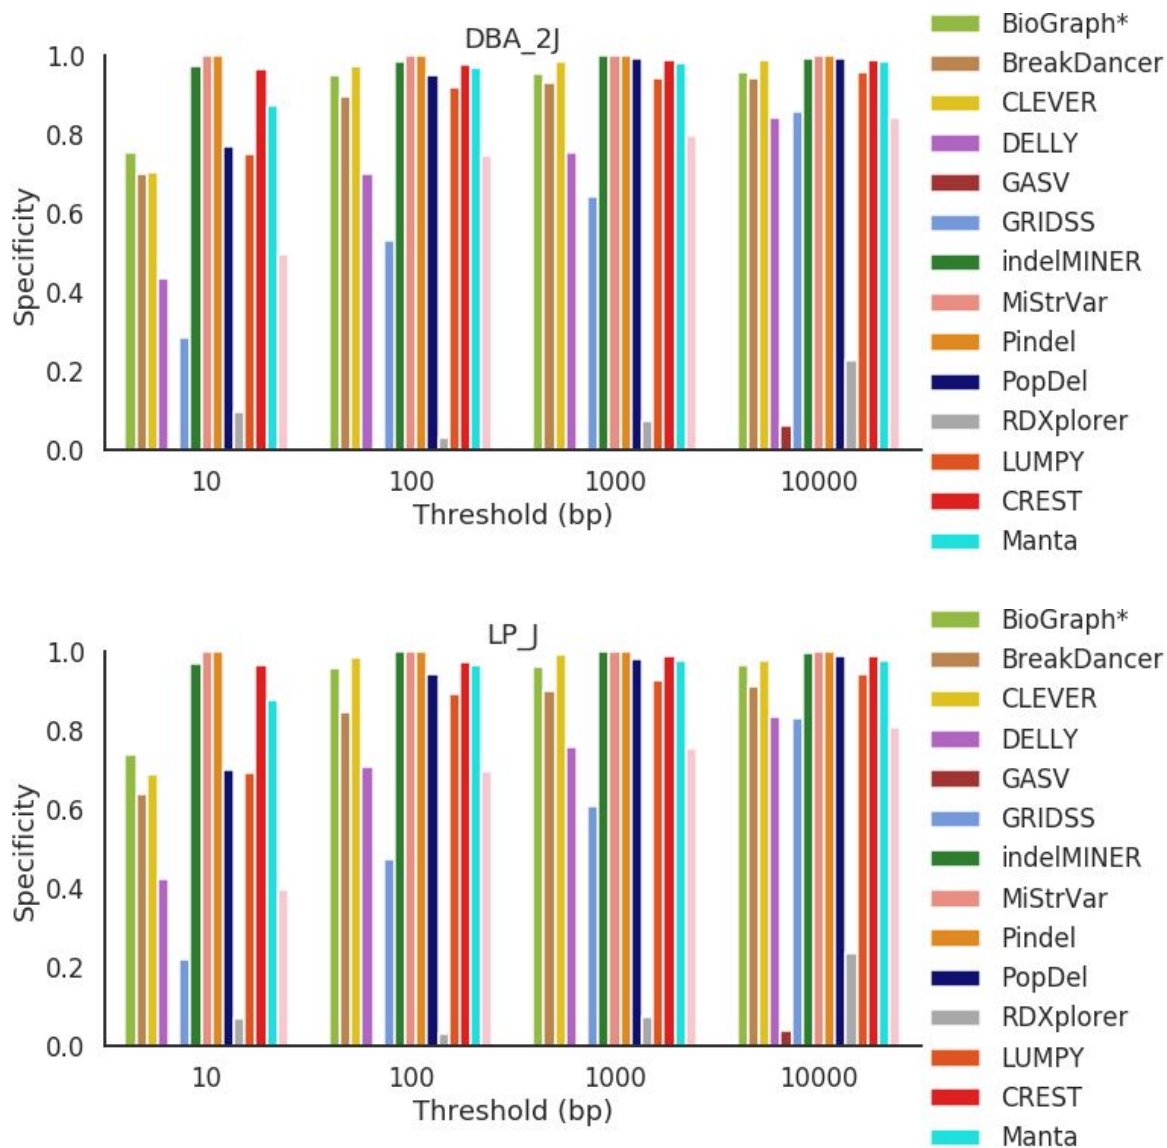 DBA_2J
1.0
0.8
0.6
0.4
0.2
0.0
Specificity
10 100 1000 10000
Threshold (bp)
BioGraph*
BreakDancer
CLEVER
DELLY
GASV
GRIDSS
indelMINER
MiStrVar
Pindel
PopDel
RDXplorer
LUMPY
CREST
Manta
LP_J
1.0
0.8
0.6
0.4
0.2
0.0
Specificity
10 100 1000 10000
Threshold (bp)
BioGraph*
BreakDancer
CLEVER
DELLY
GASV
GRIDSS
indelMINER
MiStrVar
Pindel
PopDel
RDXplorer
LUMPY
CREST
Manta